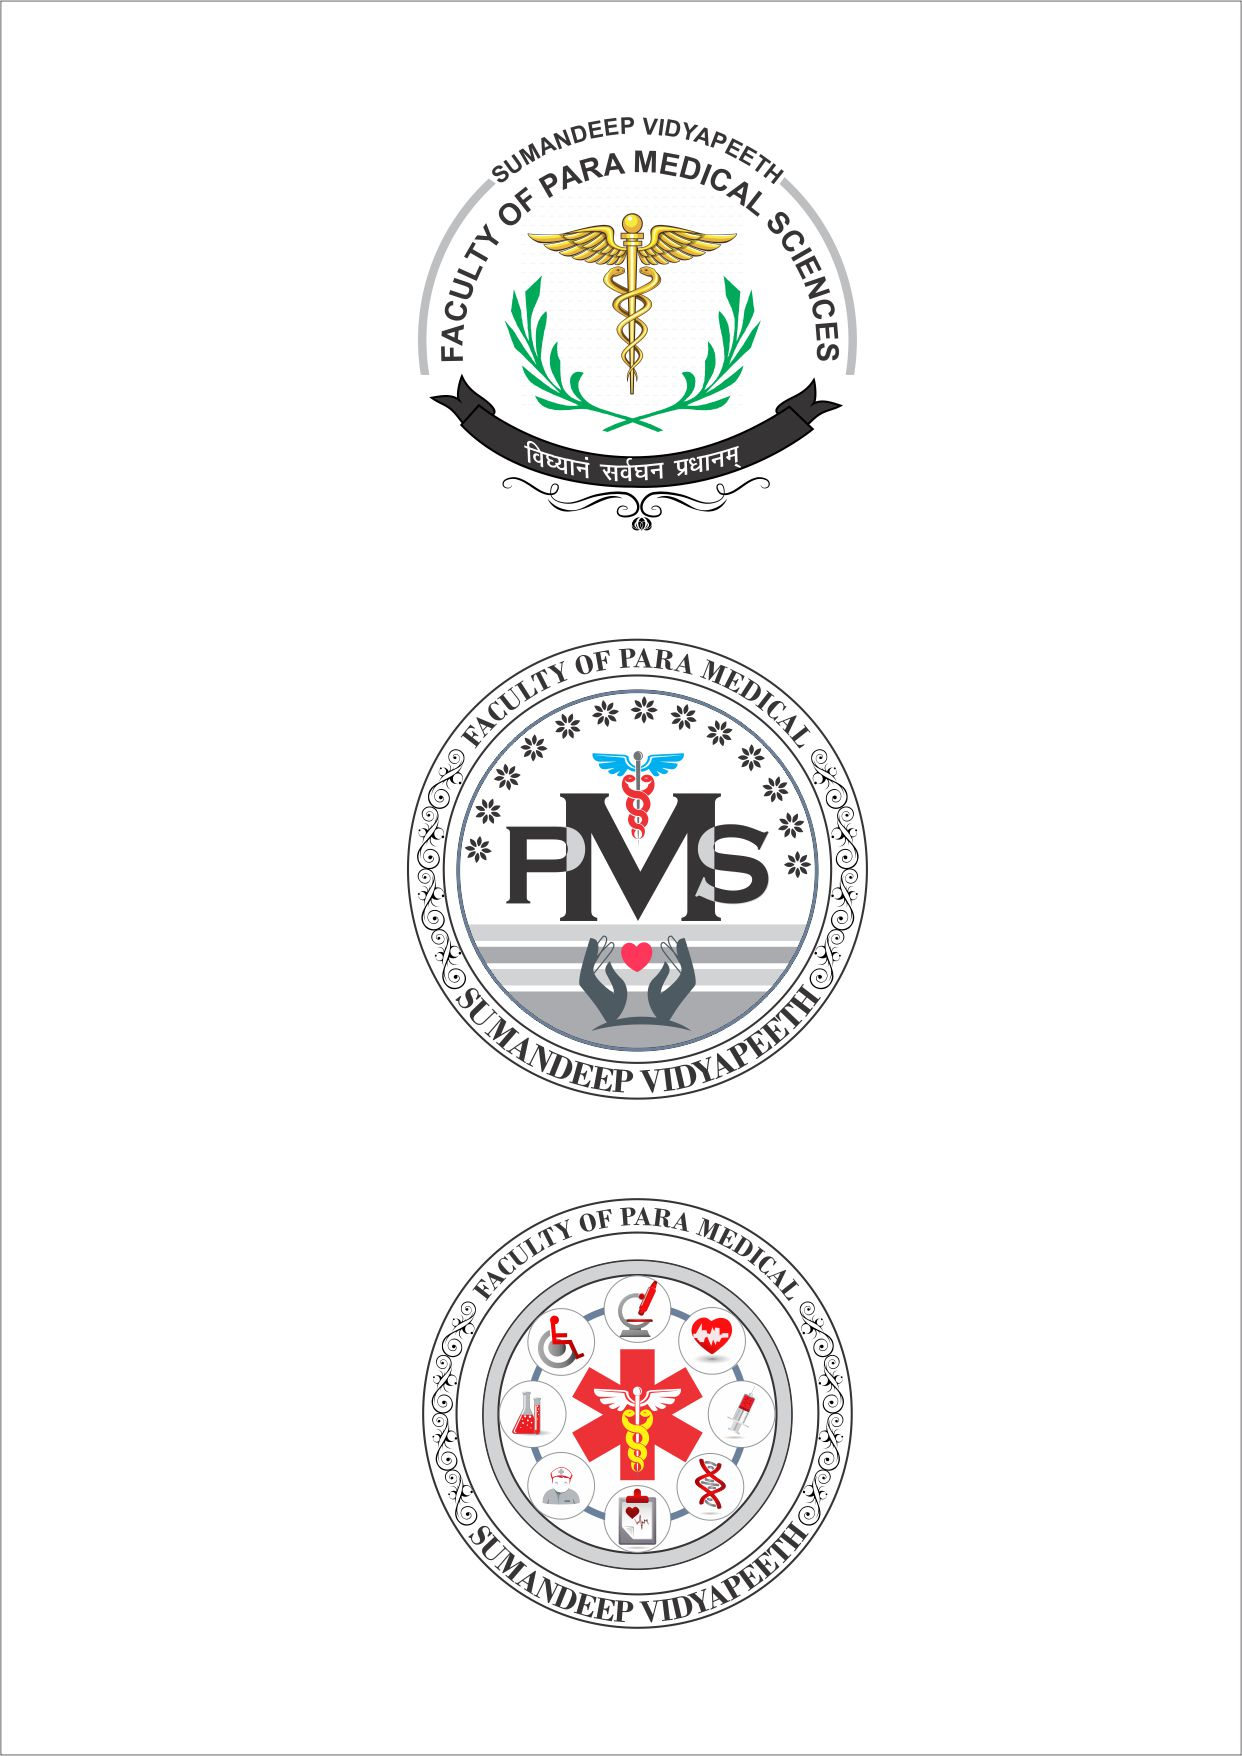 SUMANDEEP VIDYAPEETH
FACULTY OF PARA MEDICAL SCIENCES
विघ्यानं सर्वघन प्रधानम्
FACULTY OF PARA MEDICAL
PMS
SUMANDEEP VIDYAPEETH
FACULTY OF PARA MEDICAL
SUMANDEEP VIDYAPEETH